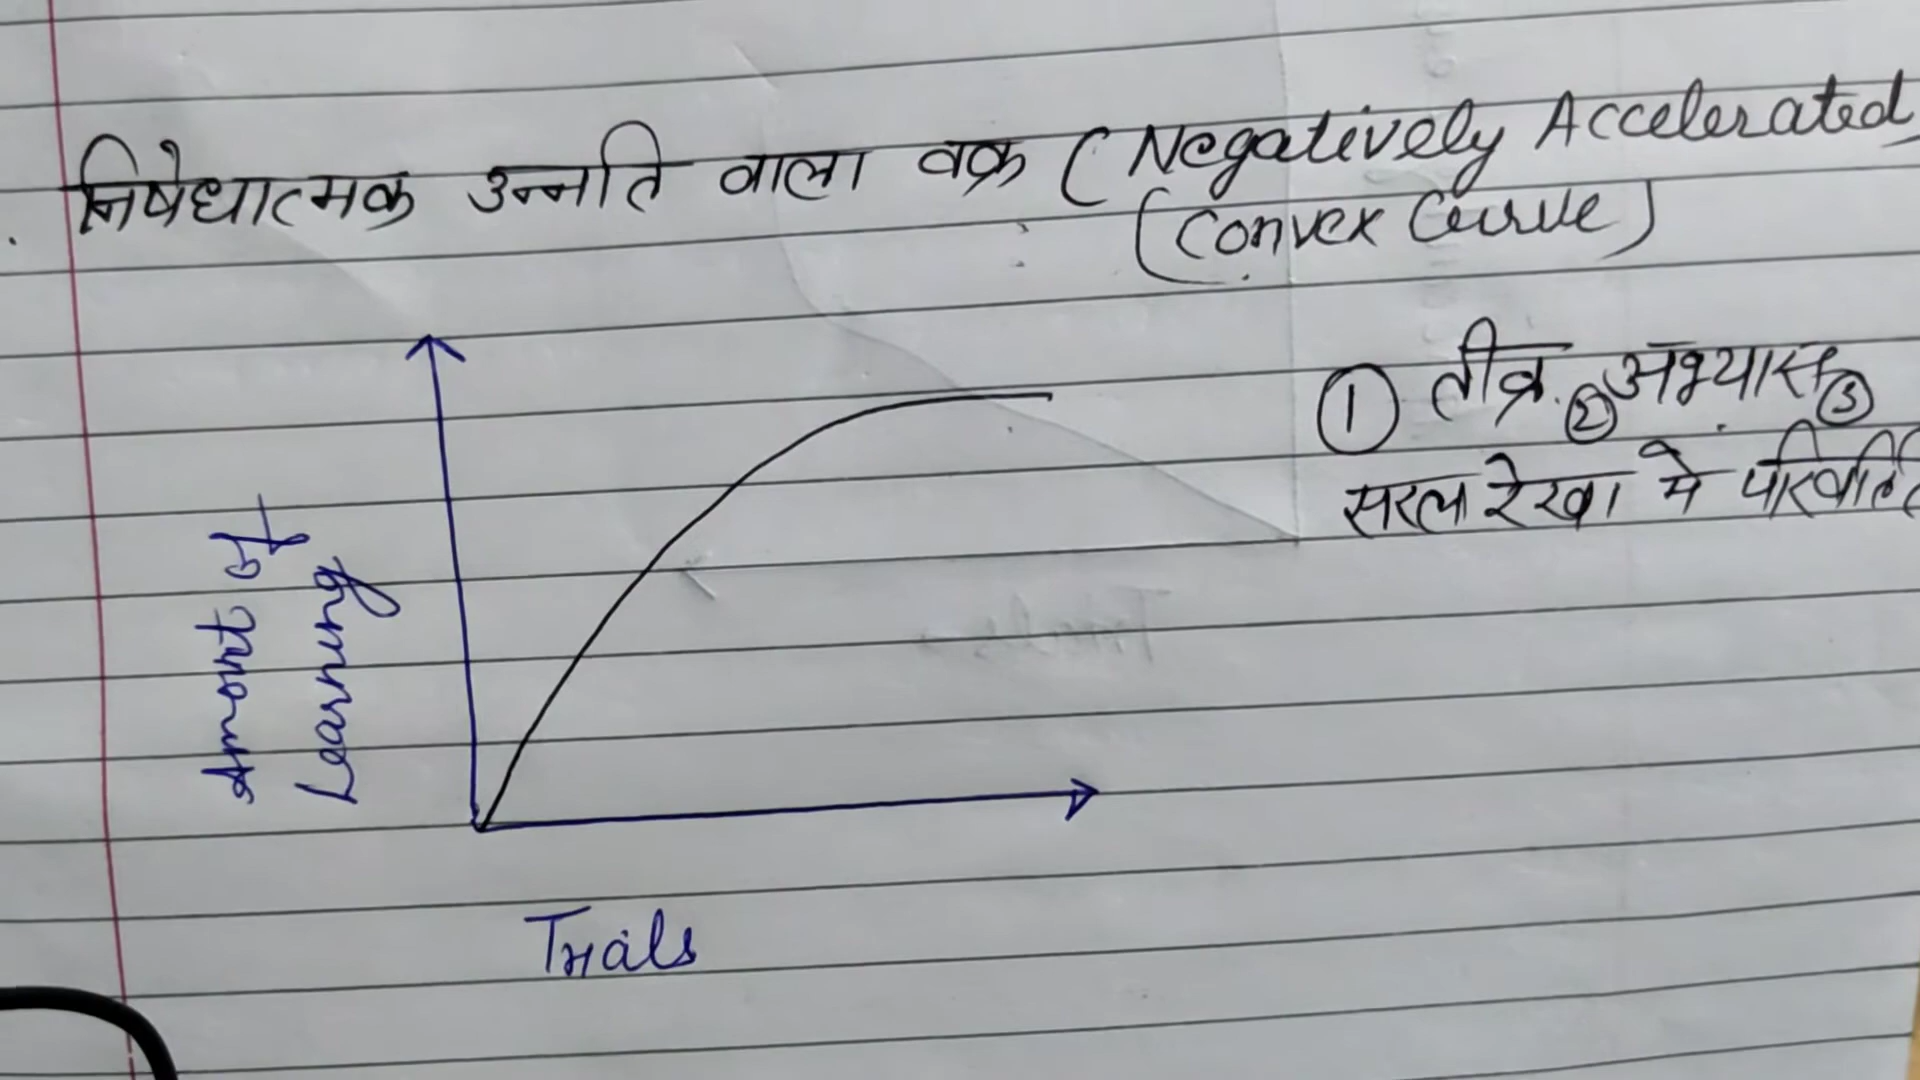 निषेधात्मक उन्नति वाला वक्र ( Negatively Accelerated
(Convex Curve)
① तीव्र. ② अभ्यास ③
सरल रेखा मे
Amount of
Learning
Trials